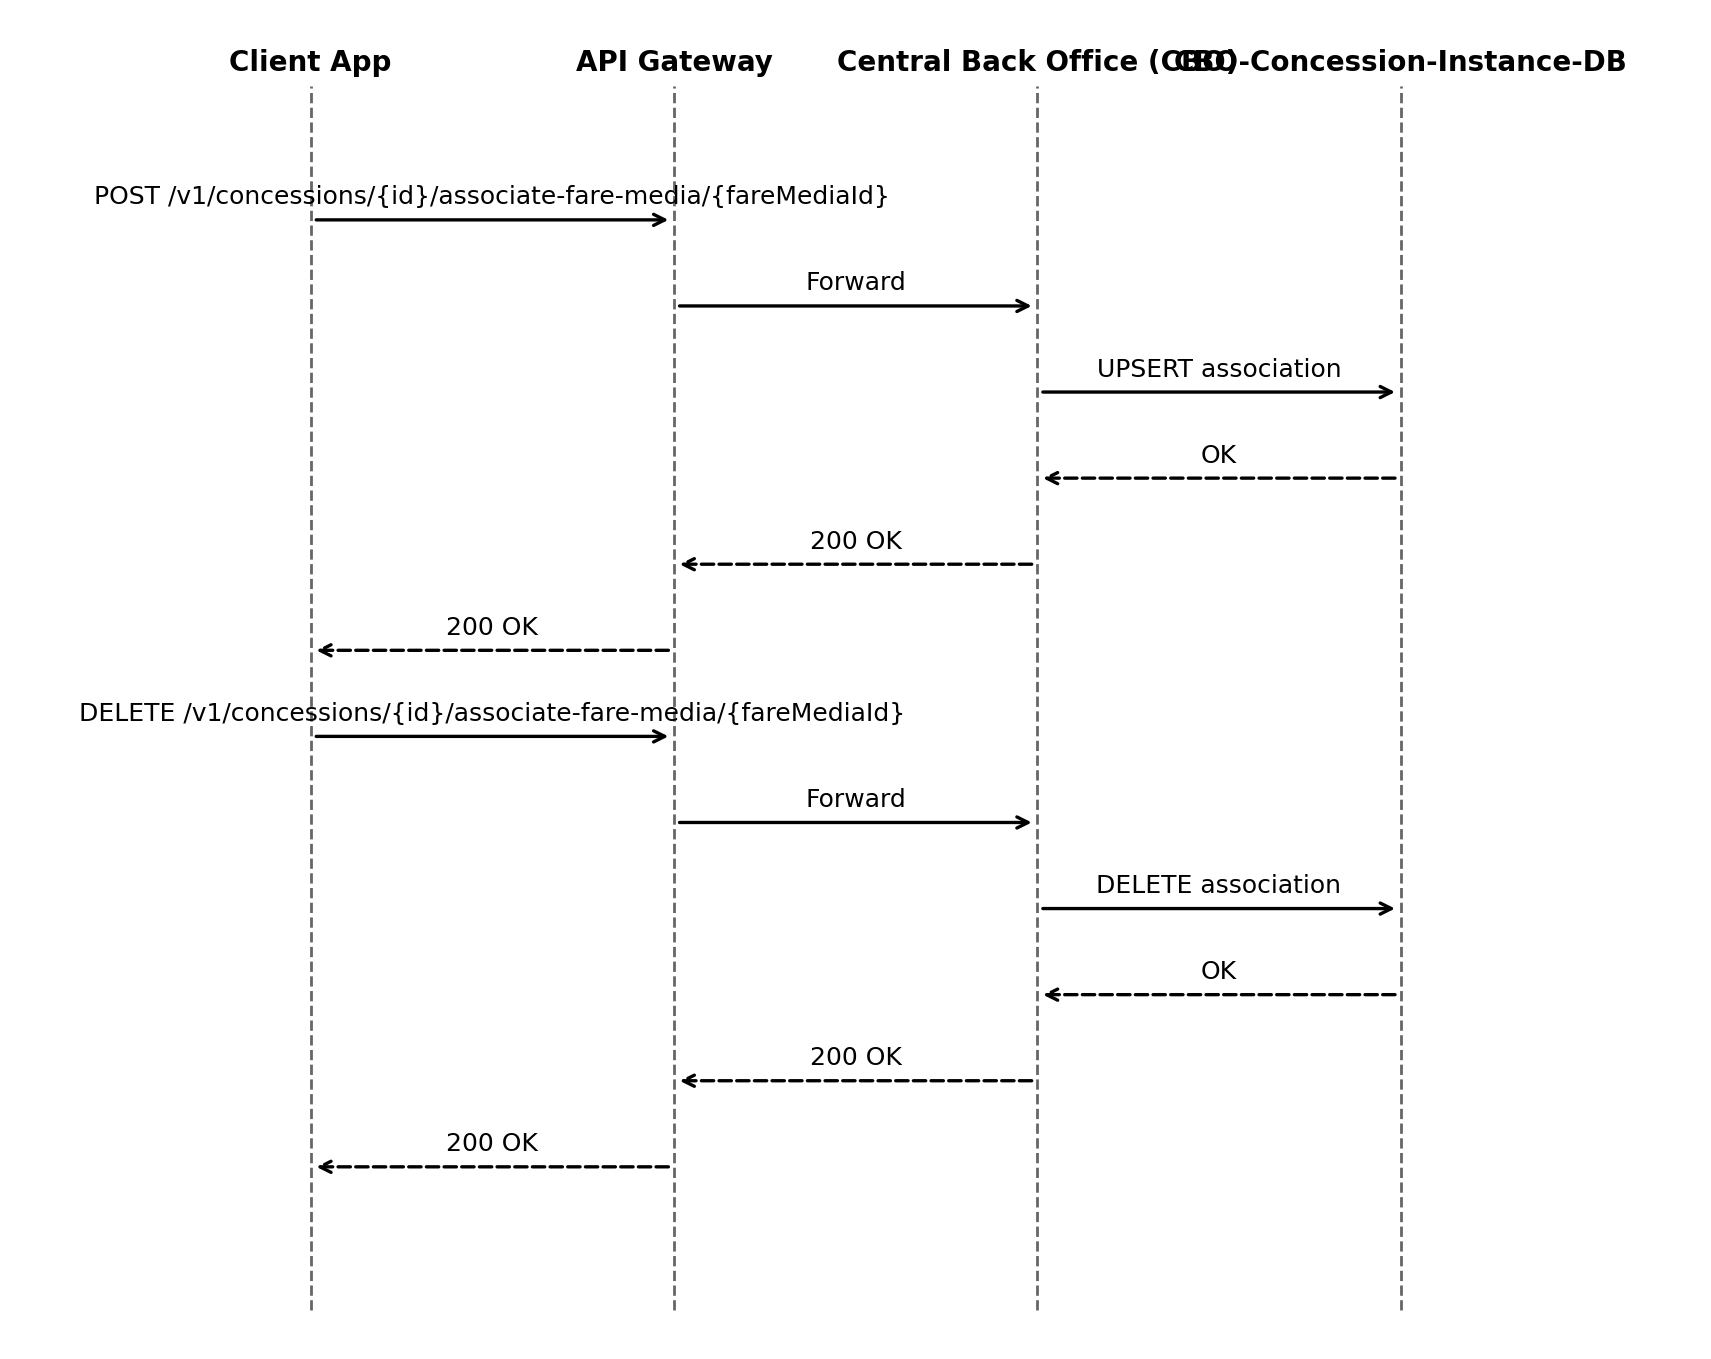 Client App
API Gateway
Central Back Office (CBO)
CBO-Concession-Instance-DB
POST /v1/concessions/{id}/associate-fare-media/{fareMediaId}
Forward
UPSERT association
OK
200 OK
200 OK
DELETE /v1/concessions/{id}/associate-fare-media/{fareMediaId}
Forward
DELETE association
OK
200 OK
200 OK